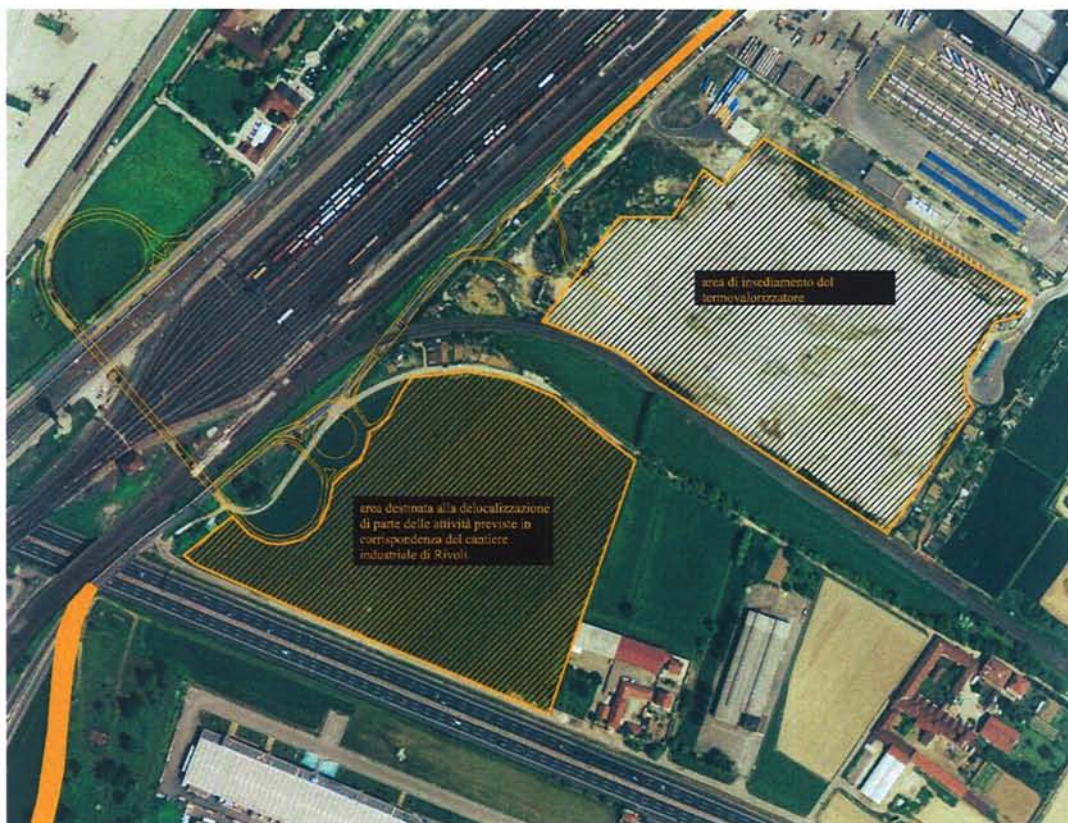 area di insediamento del
termovalorizzatore
area destinata alla delocalizzazione
di parte delle attività previste in
corrispondenza del cantiere
industriale di Rivoli